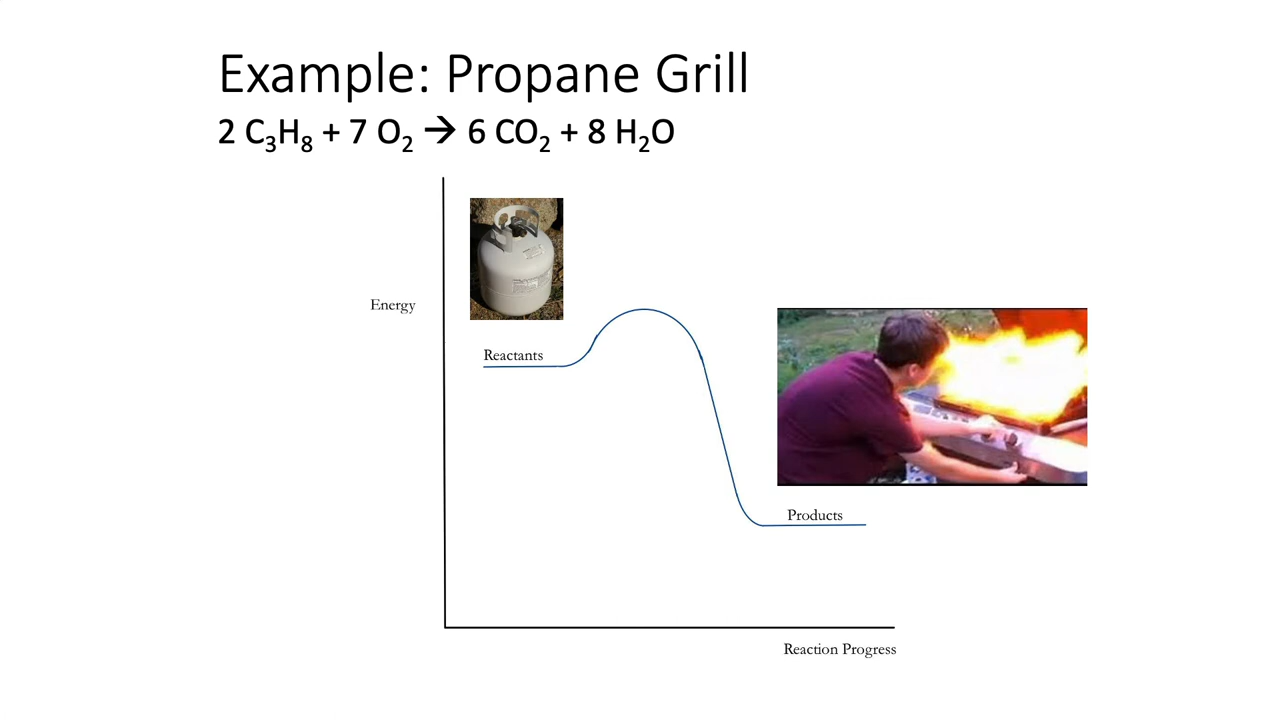 Example: Propane Grill
2 C₃H₈ + 7 O₂ → 6 CO₂ + 8 H₂O
Energy
Reactants
Products
Reaction Progress